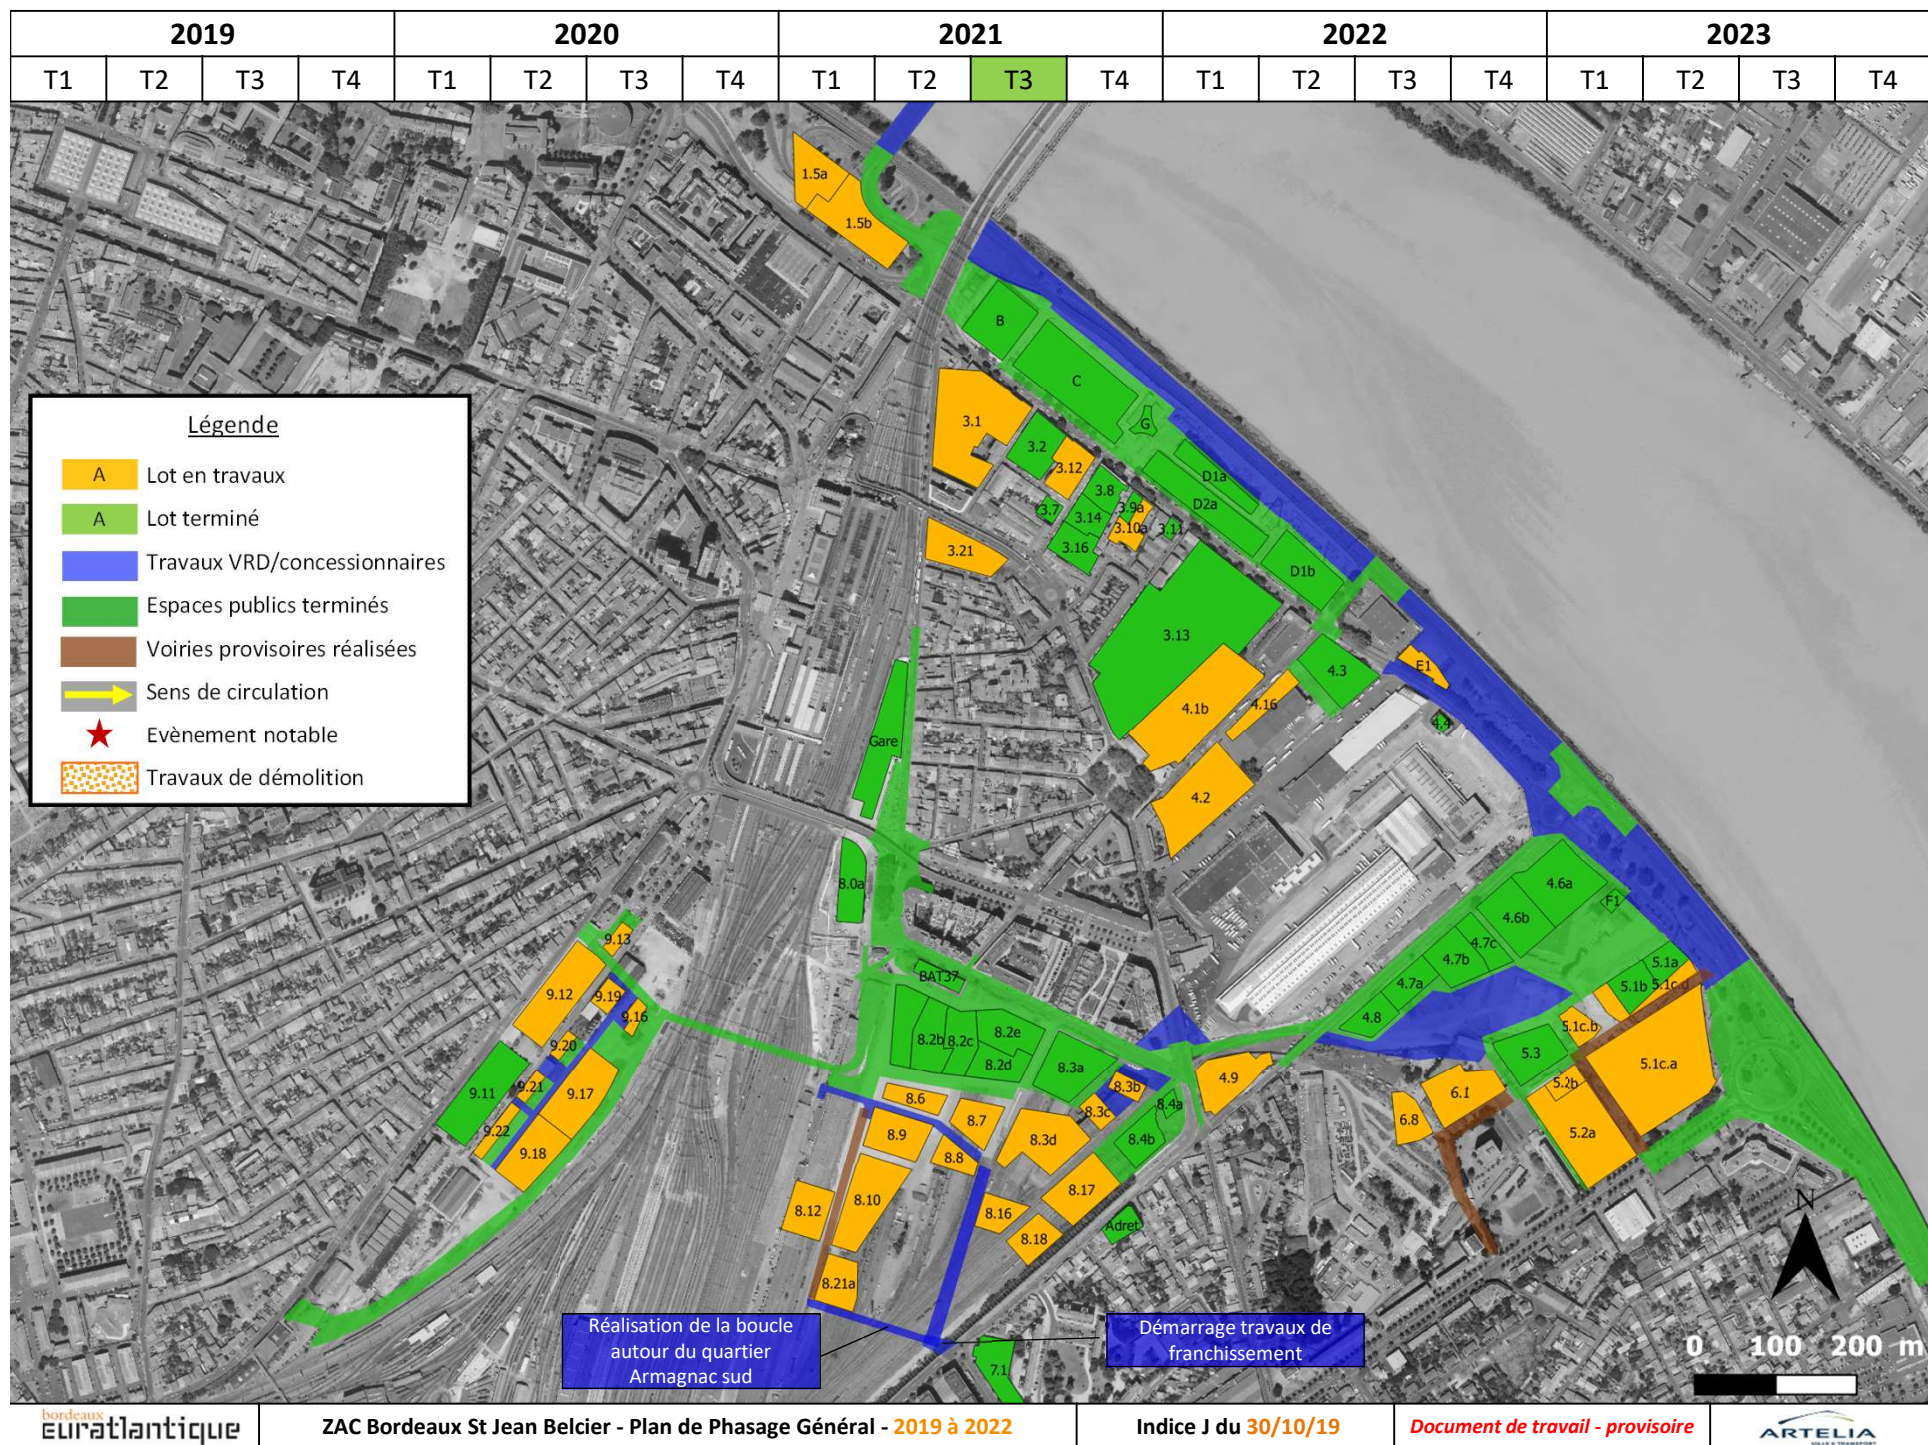 2019 2020 2021 2022 2023
T1 T2 T3 T4 T1 T2 T3 T4 T1 T2 T3 T4 T1 T2 T3 T4 T1 T2 T3 T4
1.5a
1.5b
B
C
G
3.1
3.2
3.12
3.8
3.7
3.9a
3.14
3.10a
3.11
3.16
3.21
D1a
D2a
D1b
3.13
4.3
E1
4.4
4.1b
4.16
4.2
Gare
8.0a
Légende
A Lot en travaux
A Lot terminé
Travaux VRD/concessionnaires
Espaces publics terminés
Voiries provisoires réalisées
Sens de circulation
Evènement notable
Travaux de démolition
4.6a
F1
4.6b
4.7c
4.7b
4.7a
4.8
5.1a
5.1b
5.1c.d
5.1c.b
5.3
5.2b
5.1c.a
5.2a
6.1
6.8
4.9
9.13
9.12
9.19
9.16
9.20
9.11
9.21
9.17
9.22
9.18
BAT37
8.2b
8.2c
8.2e
8.2d
8.3a
8.3b
8.3c
8.4a
8.4b
8.6
8.7
8.3d
8.9
8.8
8.10
8.12
8.16
8.17
8.18
Adret
8.21a
7.1
Réalisation de la boucle
autour du quartier
Armagnac sud
Démarrage travaux de
franchissement
N
0 100 200 m
bordeaux
euratlantique
ZAC Bordeaux St Jean Belcier - Plan de Phasage Général - 2019 à 2022
Indice J du 30/10/19
Document de travail - provisoire
ARTELIA
VILLE & TRANSPORT